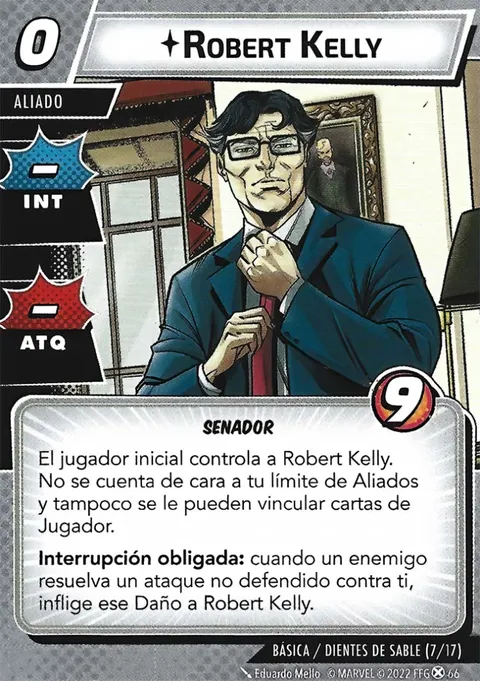 0
ROBERT KELLY
ALIADO
-
INT
-
ATQ
9
SENADOR
El jugador inicial controla a Robert Kelly.
No se cuenta de cara a tu límite de Aliados
y tampoco se le pueden vincular cartas de
Jugador.
Interrupción obligada: cuando un enemigo
resuelva un ataque no defendido contra ti,
inflige ese Daño a Robert Kelly.
BÁSICA / DIENTES DE SABLE (7/17)
Eduardo Mello © MARVEL © 2022 FFG 66